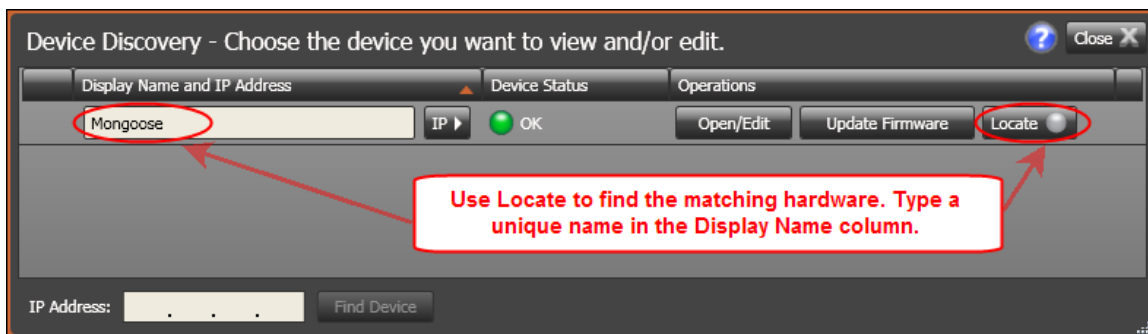 Device Discovery - Choose the device you want to view and/or edit.
? Close X
Display Name and IP Address Device Status Operations
Mongoose IP OK Open/Edit Update Firmware Locate
Use Locate to find the matching hardware. Type a
unique name in the Display Name column.
IP Address: . . . Find Device